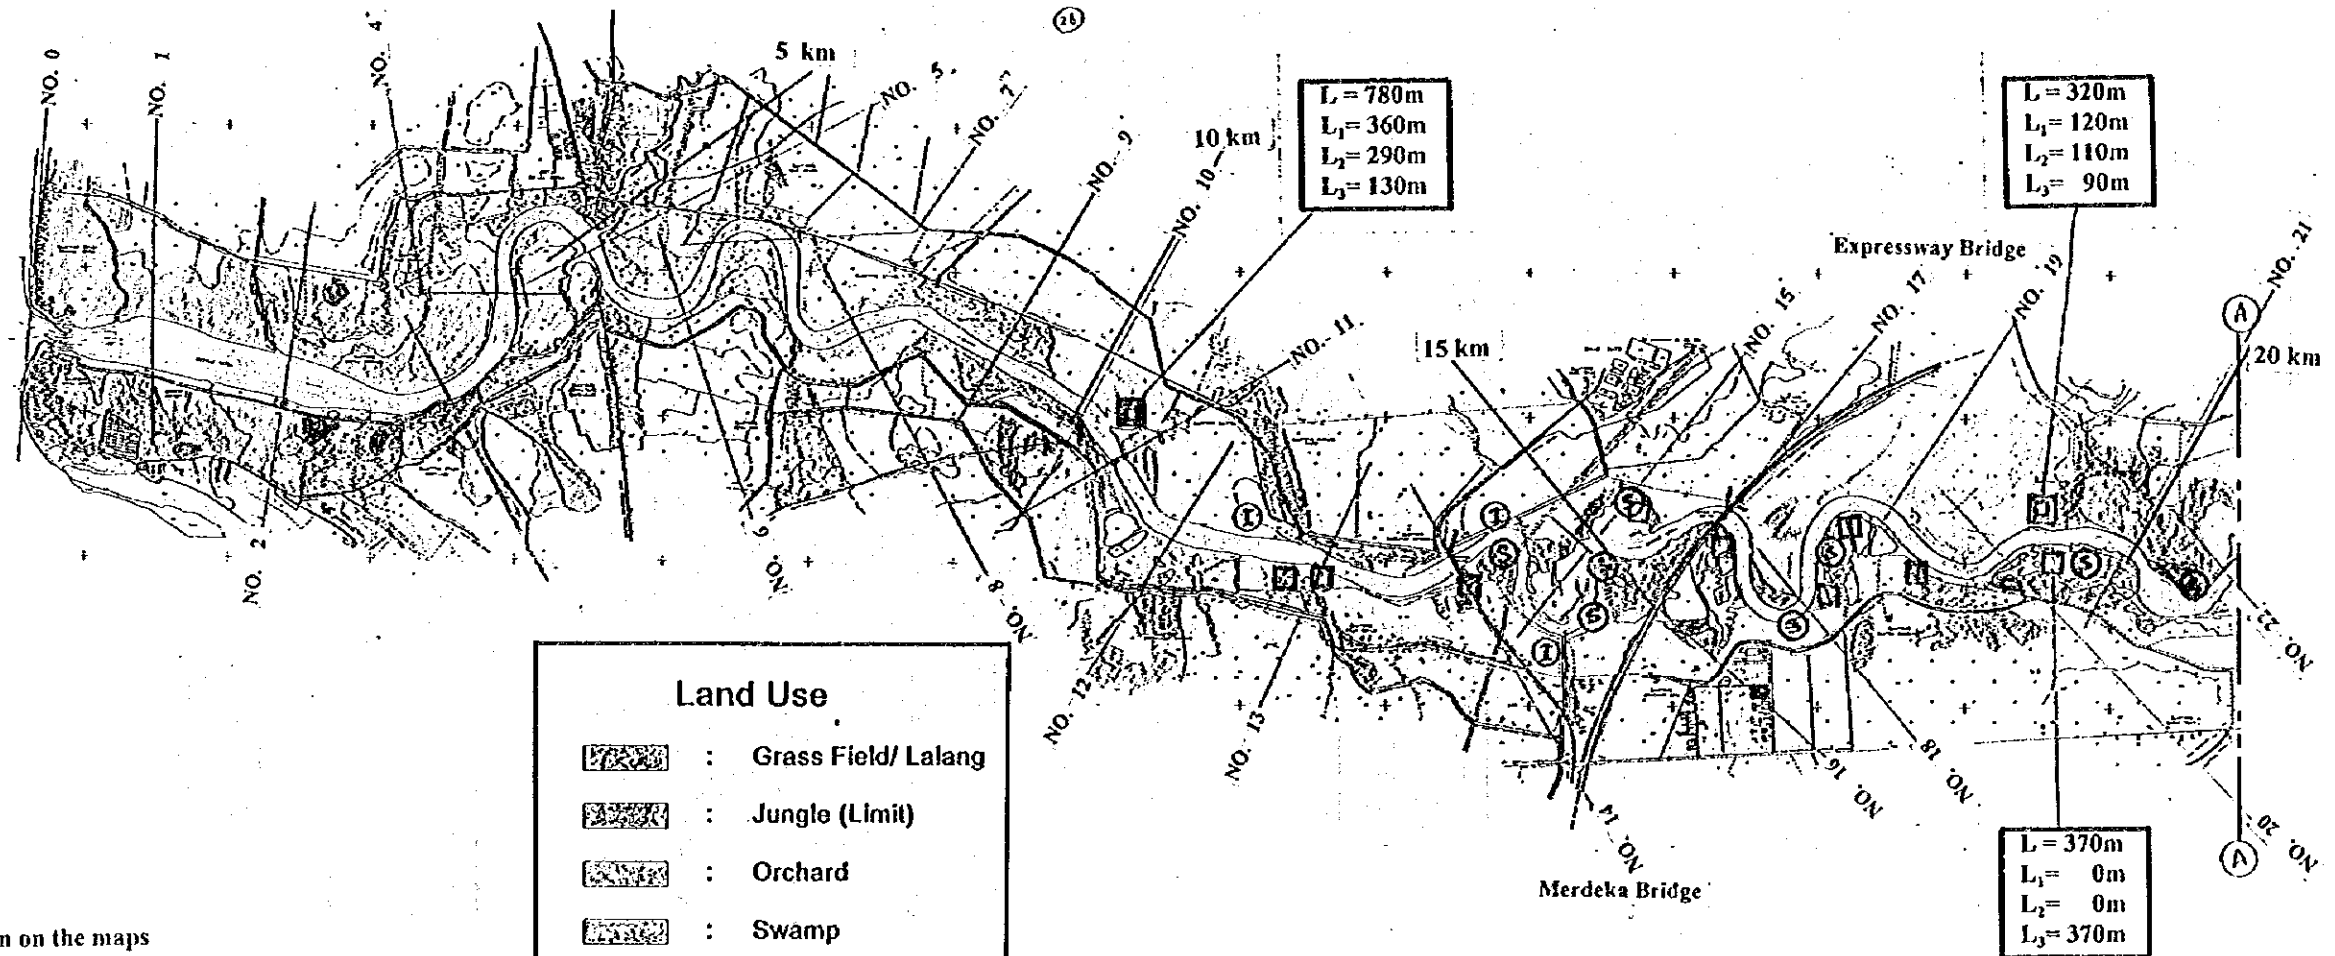 26
NO. 0
NO. 1
NO. 4
5 km
NO. 5
NO. 7
NO. 9
10 km
NO. 10
L = 780m
L₁= 360m
L₂= 290m
L₃= 130m
L = 320m
L₁= 120m
L₂= 110m
L₃= 90m
Expressway Bridge
NO. 21
NO. 19
NO. 17
NO. 15
15 km
NO. 11
A
20 km
I
I
S
S
S
I
S
S
S
NO. 2
NO. 6
NO. 8
NO. 12
NO. 13
NO. 14
NO. 16
NO. 18
NO. 20
NO. 22
Merdeka Bridge
A
L = 370m
L₁= 0m
L₂= 0m
L₃= 370m
Land Use
: Grass Field/ Lalang
: Jungle (Limit)
: Orchard
: Swamp
n on the maps